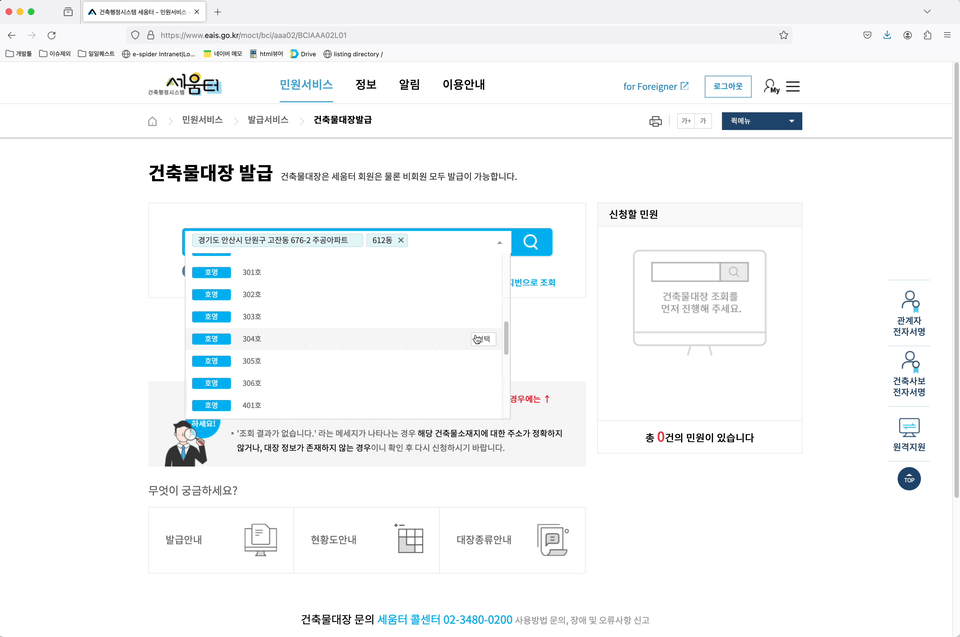 건축행정시스템 세움터 - 민원서비스 -
https://www.eais.go.kr/moct/bci/aaa02/BCIAAA02L01
개발툴 이슈제외 알일퀘스트 e-spider Intranet|Lo... 네이버 메모 html뷰어 Drive listing directory /
건축행정시스템 세움터
민원서비스 정보 알림 이용안내
for Foreigner 로그아웃 My
민원서비스 발급서비스 건축물대장발급
가+ 가 퀵메뉴
건축물대장 발급 건축물대장은 세움터 회원은 물론 비회원 모두 발급이 가능합니다.
신청할 민원
경기도 안산시 단원구 고잔동 676-2 주공아파트 612동
호명 301호
지번으로 조회
호명 302호
호명 303호
호명 304호
호명 305호
호명 306호
호명 401호
건축물대장 조회를
먼저 진행해 주세요.
경우에는 ↑
하세요!
• '조회 결과가 없습니다.' 라는 메세지가 나타나는 경우 해당 건축물소재지에 대한 주소가 정확하지
않거나, 대장 정보가 존재하지 않는 경우이니 확인 후 다시 신청하시기 바랍니다.
총 0건의 민원이 있습니다
관계자
전자서명
건축사보
전자서명
원격지원
TOP
무엇이 궁금하세요?
발급안내 현황도안내 대장종류안내
건축물대장 문의 세움터 콜센터 02-3480-0200 사용방법 문의, 장애 및 오류사항 신고